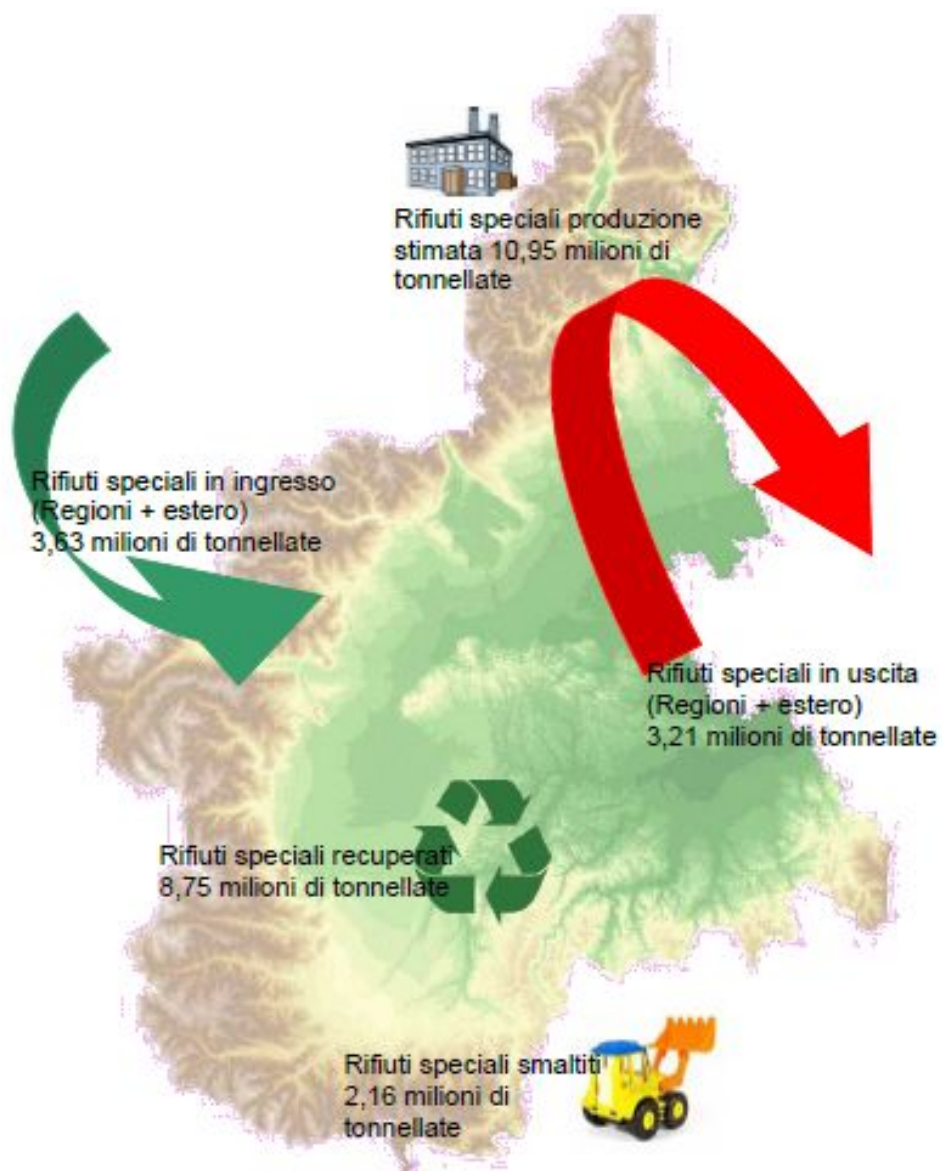 Rifiuti speciali produzione
stimata 10,95 milioni di
tonnellate
Rifiuti speciali in ingresso
(Regioni + estero)
3,63 milioni di tonnellate
Rifiuti speciali in uscita
(Regioni + estero)
3,21 milioni di tonnellate
Rifiuti speciali recuperati
8,75 milioni di tonnellate
Rifiuti speciali smaltiti
2,16 milioni di
tonnellate